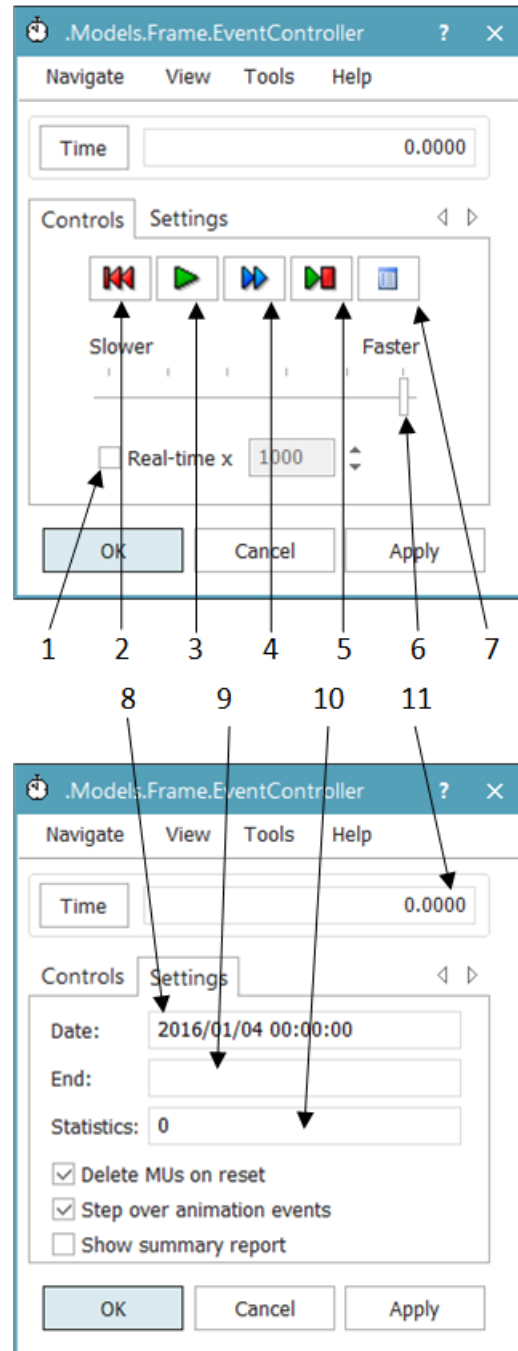 .Models.Frame.EventController ? ×
Navigate View Tools Help
Time 0.0000
Controls Settings
Slower Faster
Real-time x 1000
OK Cancel Apply
1 2 3 4 5 6 7
8 9 10 11
.Models.Frame.EventController ? ×
Navigate View Tools Help
Time 0.0000
Controls Settings
Date: 2016/01/04 00:00:00
End:
Statistics: 0
Delete MUs on reset
Step over animation events
Show summary report
OK Cancel Apply